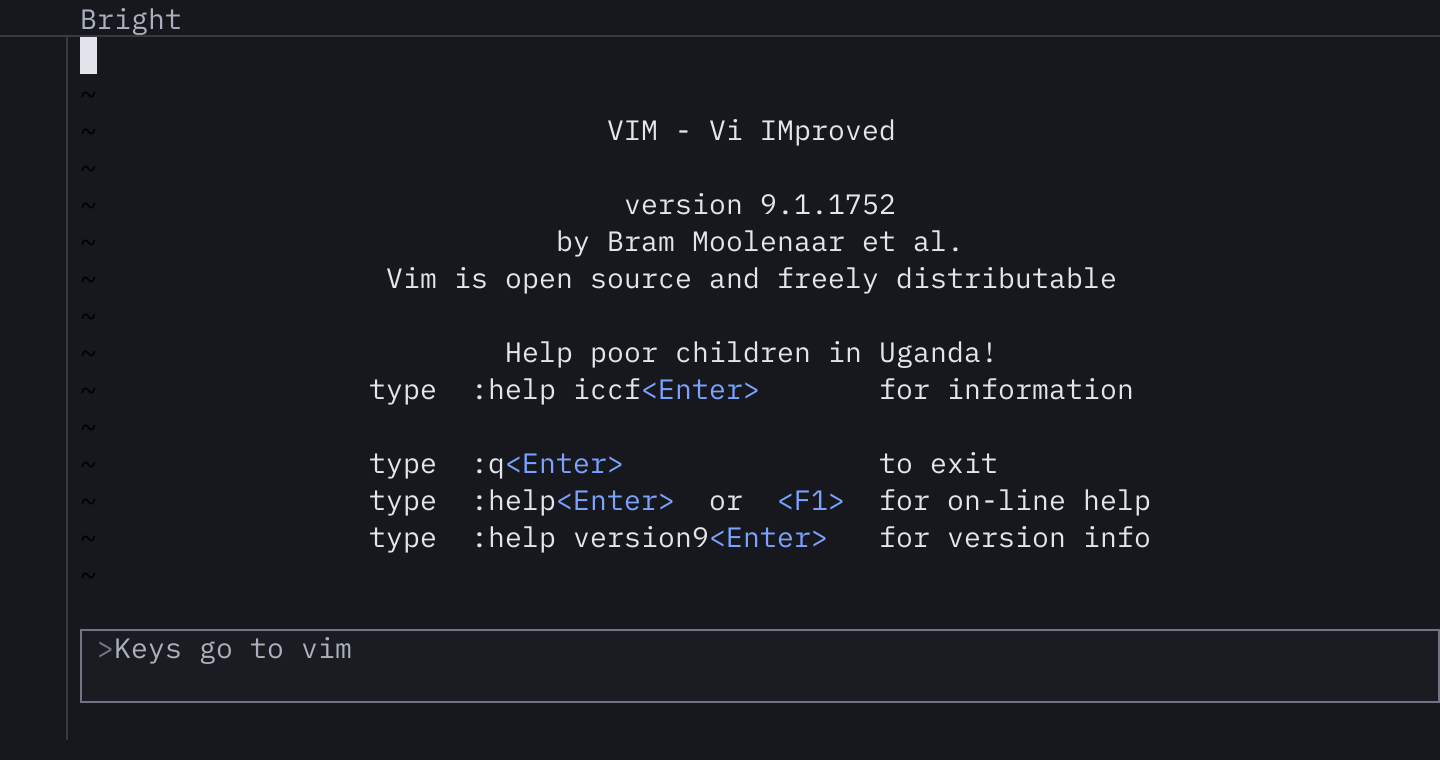 Bright
~
~ VIM - Vi IMproved
~
~ version 9.1.1752
~ by Bram Moolenaar et al.
~ Vim is open source and freely distributable
~
~ Help poor children in Uganda!
~ type  :help iccf<Enter>       for information
~
~ type  :q<Enter>               to exit
~ type  :help<Enter>  or  <F1>  for on-line help
~ type  :help version9<Enter>   for version info
~
>Keys go to vim